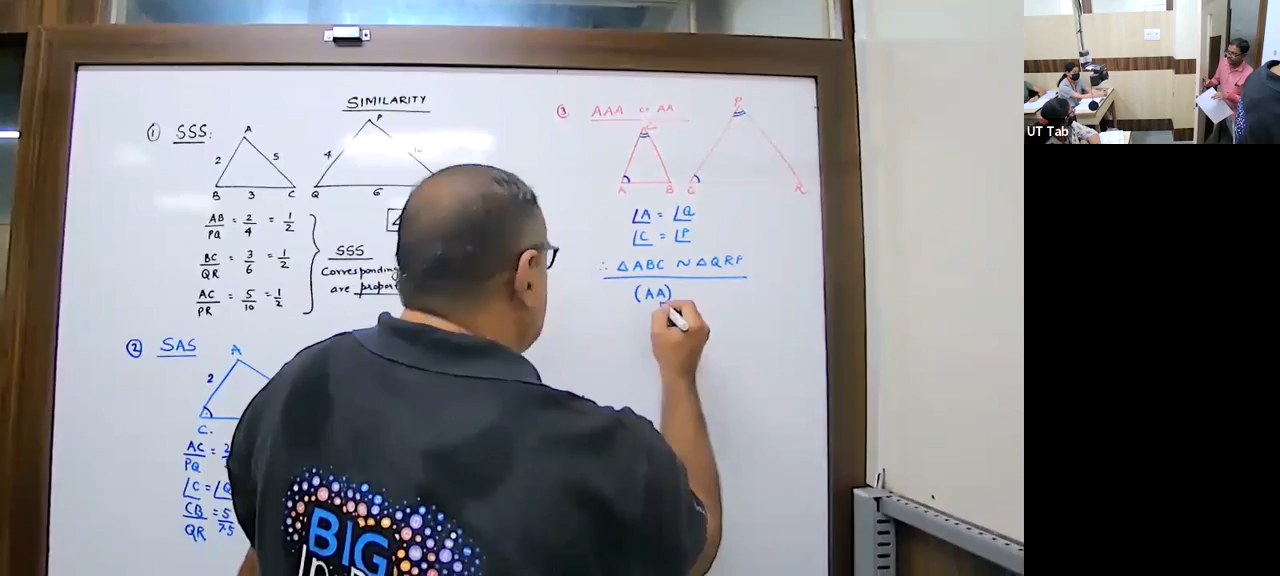 SIMILARITY
① SSS:
A
2
5
B
3
C
P
4
10
Q
6
AB/PQ = 2/4 = 1/2
BC/QR = 3/6 = 1/2
AC/PR = 5/10 = 1/2
SSS
Corresponding
are
② SAS
A
2
C.
AC/PQ =
∠C = ∠Q
CB/QR = 5/7.5
③ AAA or AA
C
A
B
P
Q
R
∠A = ∠Q
∠C = ∠P
∴ △ABC ~ △QRP
(AA)
BIG
UT Tab